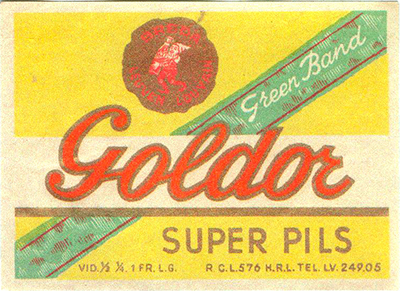 Green Band
Goldor
SUPER PILS
VID. ½ ¼. 1 FR. L.G. R.C.L. 576 H.R.L. TEL. LV. 249.05